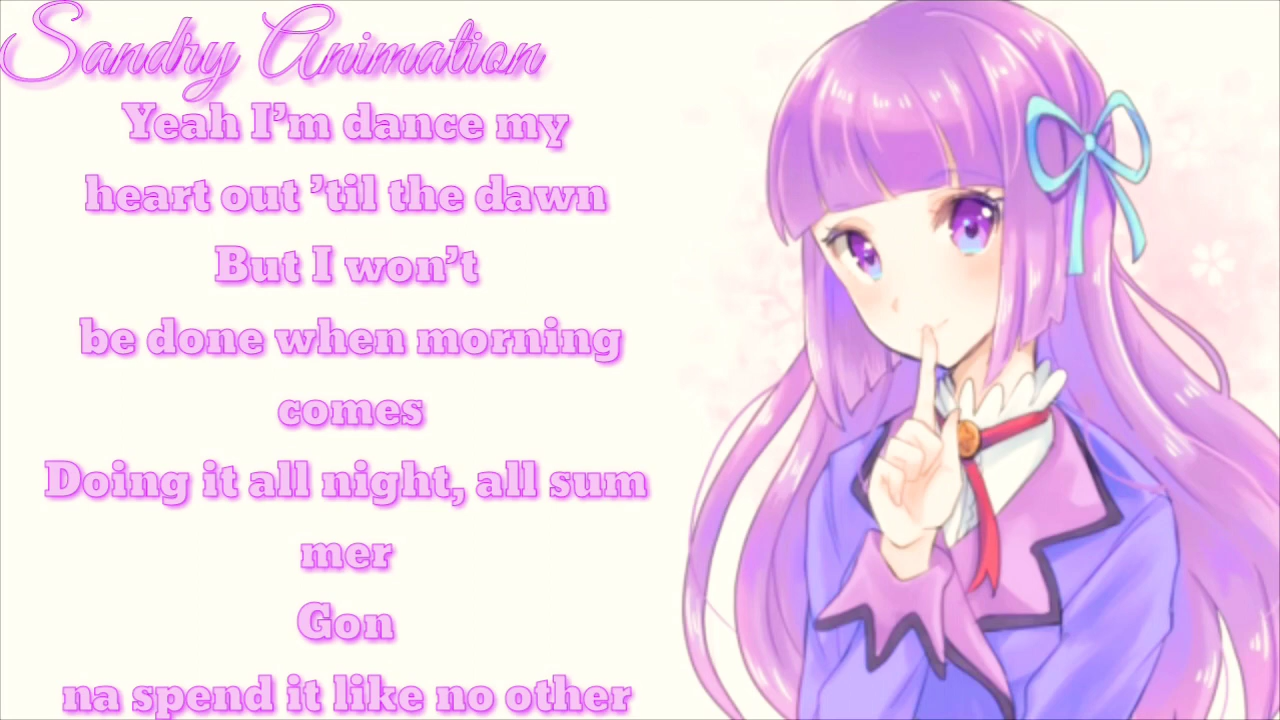 Sandry Animation
Yeah I’m dance my
heart out ’til the dawn
But I won’t
be done when morning
comes
Doing it all night, all sum
mer
Gon
na spend it like no other